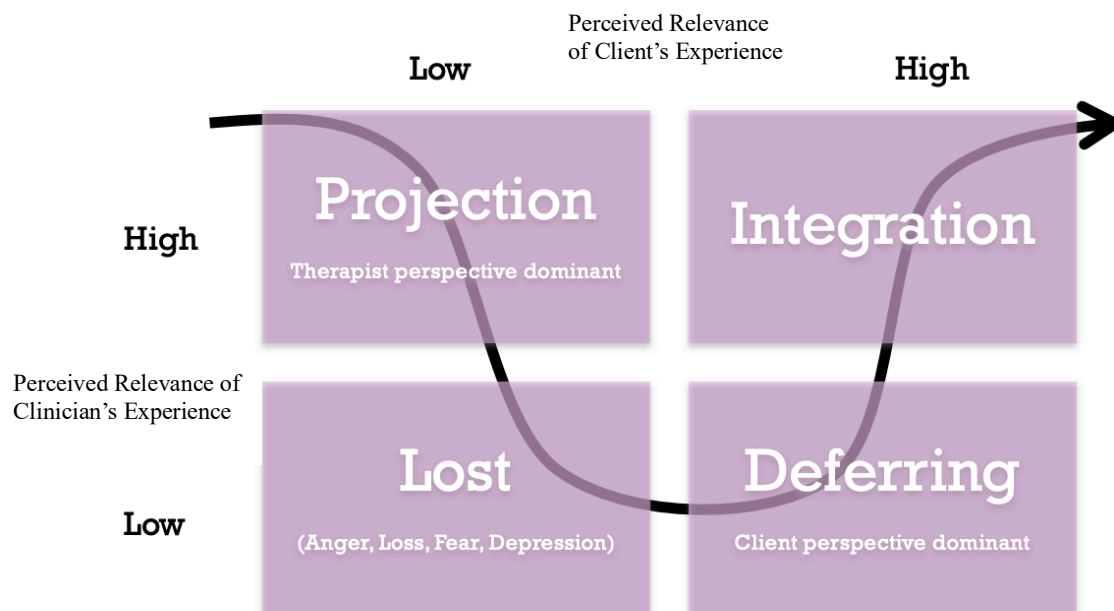 Perceived Relevance
of Client's Experience
Low
High
High
Projection
Therapist perspective dominant
Integration
Perceived Relevance of
Clinician's Experience
Low
Lost
(Anger, Loss, Fear, Depression)
Deferring
Client perspective dominant